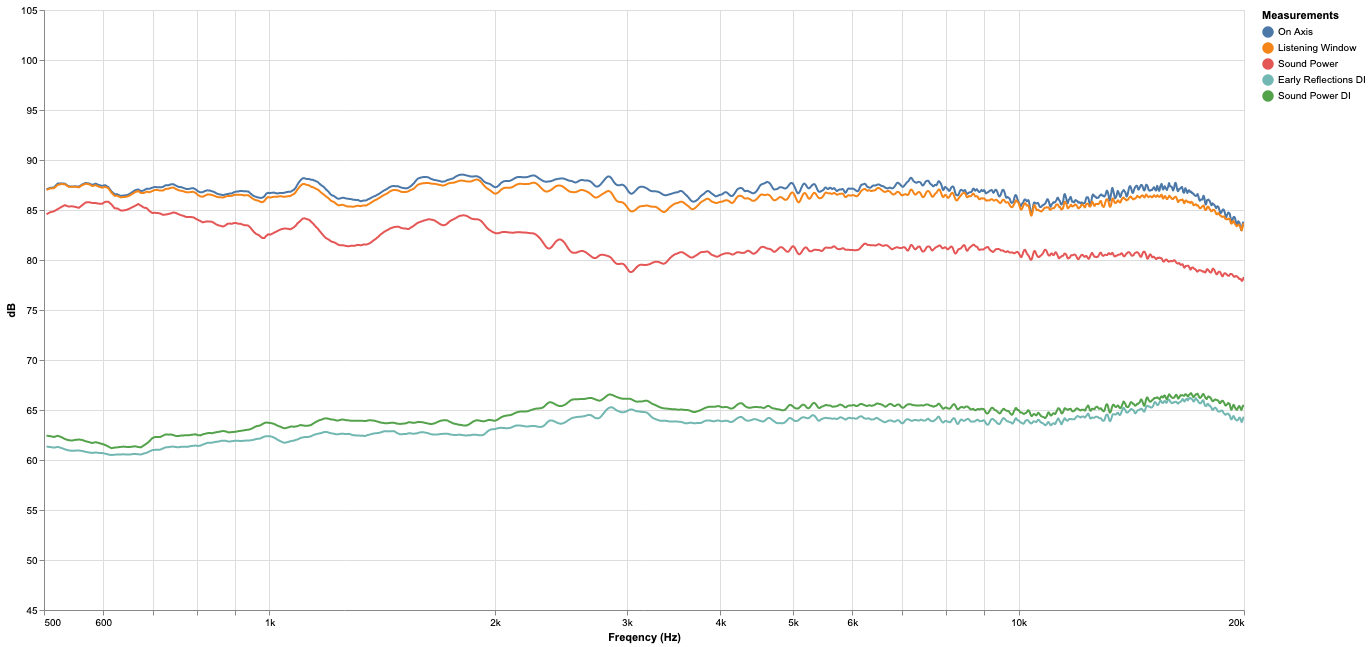 105
100
95
90
85
80
75
70
65
60
55
50
45
dB
500 600 1k 2k 3k 4k 5k 6k 10k 20k
Freqency (Hz)
Measurements
On Axis
Listening Window
Sound Power
Early Reflections DI
Sound Power DI